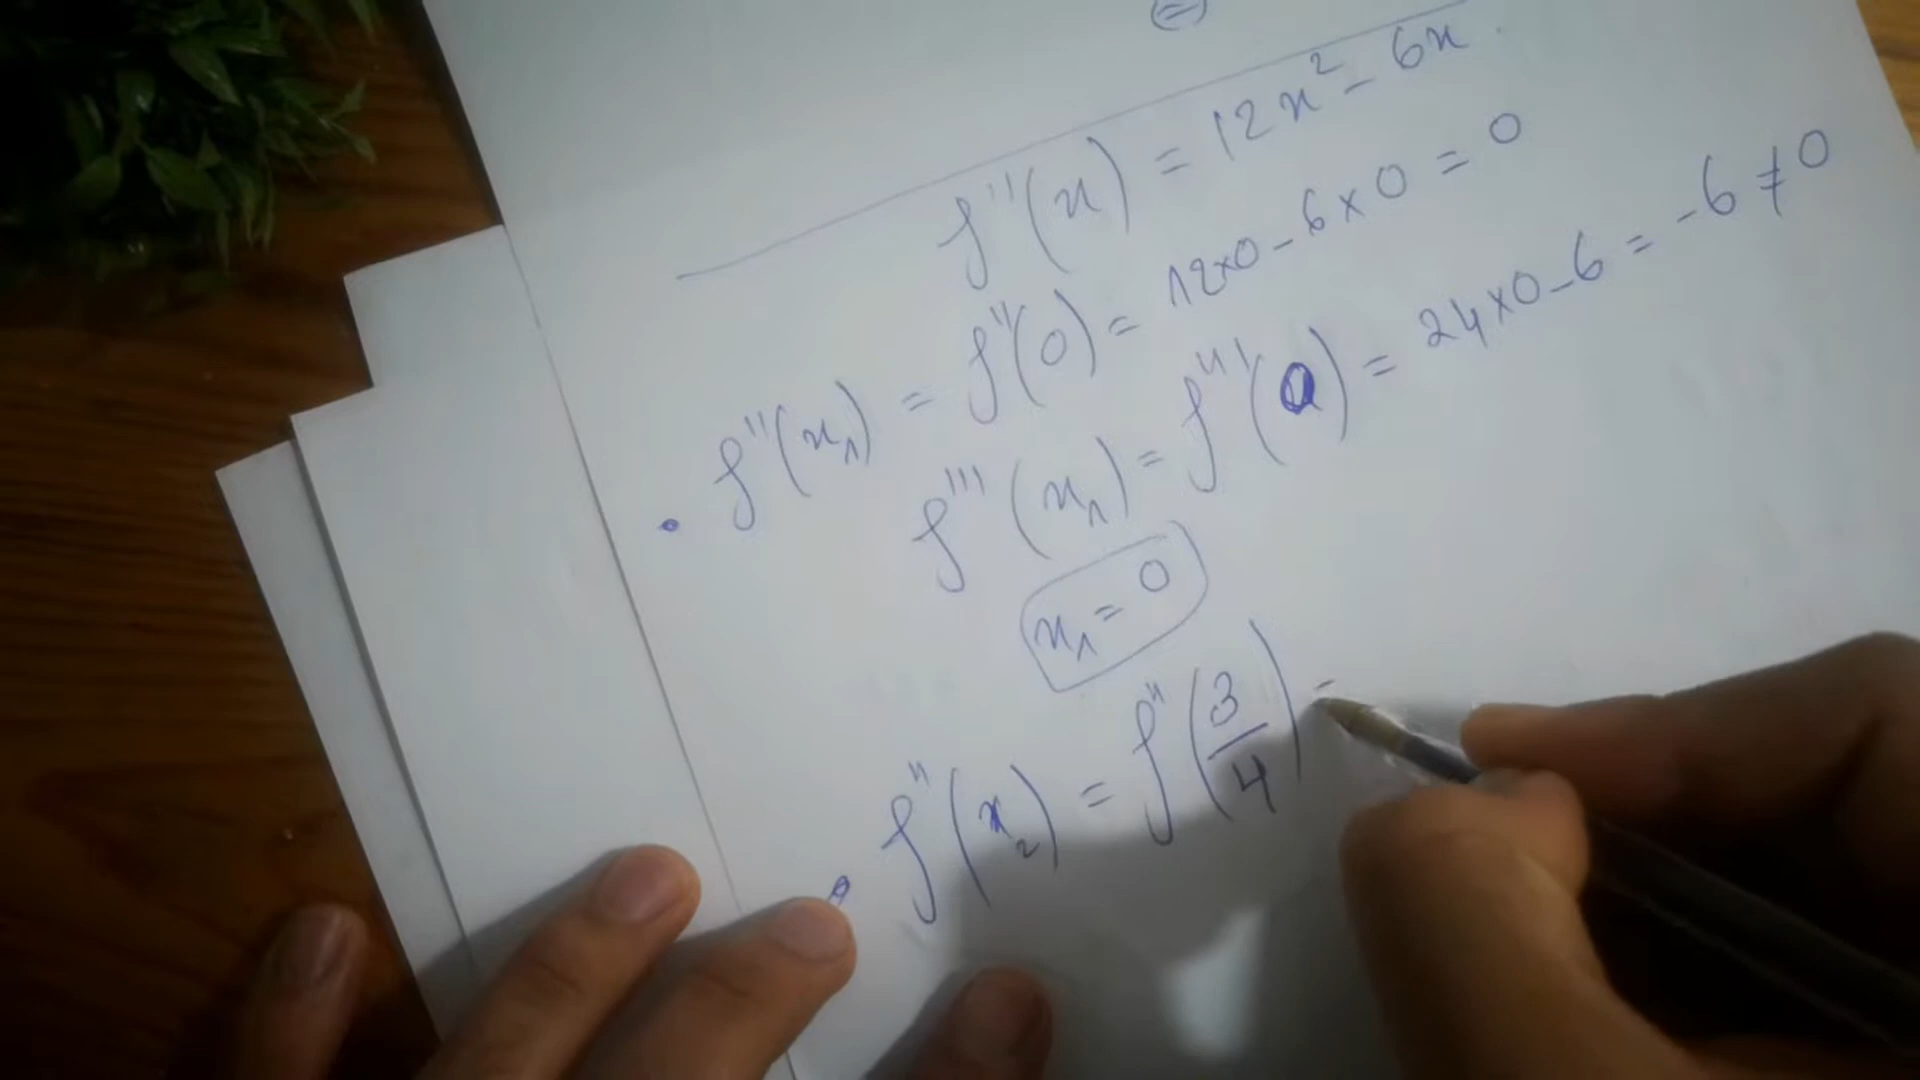 (=)
f''(x) = 12x² - 6x.
• f''(x₁) = f''(0) = 12×0 - 6×0 = 0
f'''(x₁) = f'''(0) = 24×0 - 6 = -6 ≠ 0
x₁ = 0
• f''(x₂) = f''(3/4) =